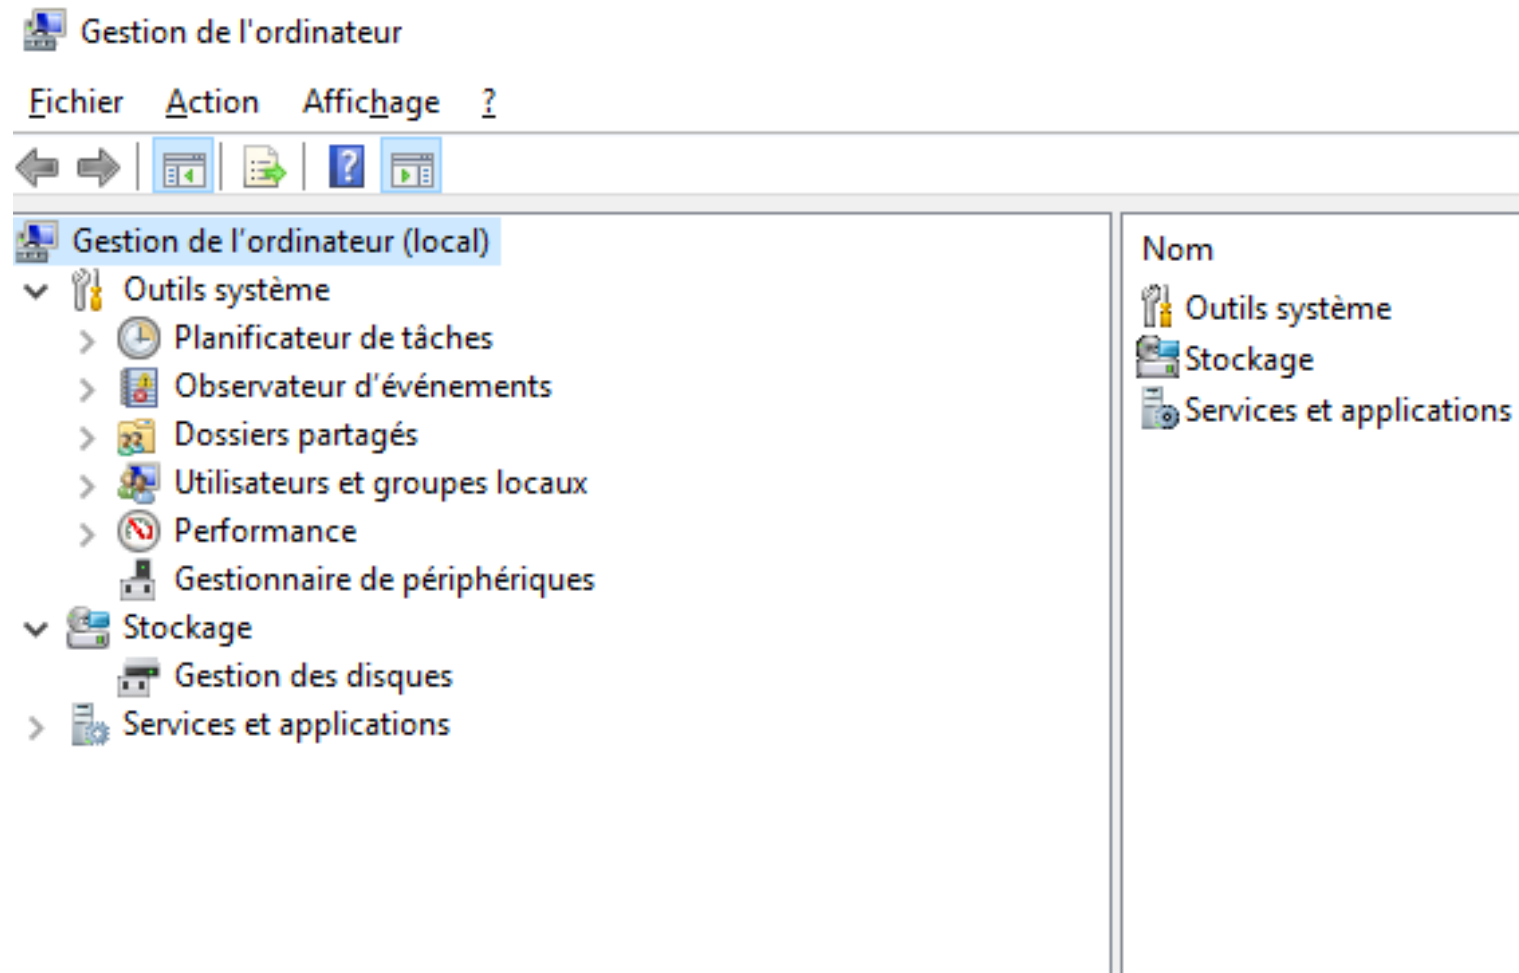 Gestion de l'ordinateur
Fichier Action Affichage ?
Gestion de l'ordinateur (local)
Outils système
Planificateur de tâches
Observateur d'événements
Dossiers partagés
Utilisateurs et groupes locaux
Performance
Gestionnaire de périphériques
Stockage
Gestion des disques
Services et applications
Nom
Outils système
Stockage
Services et applications